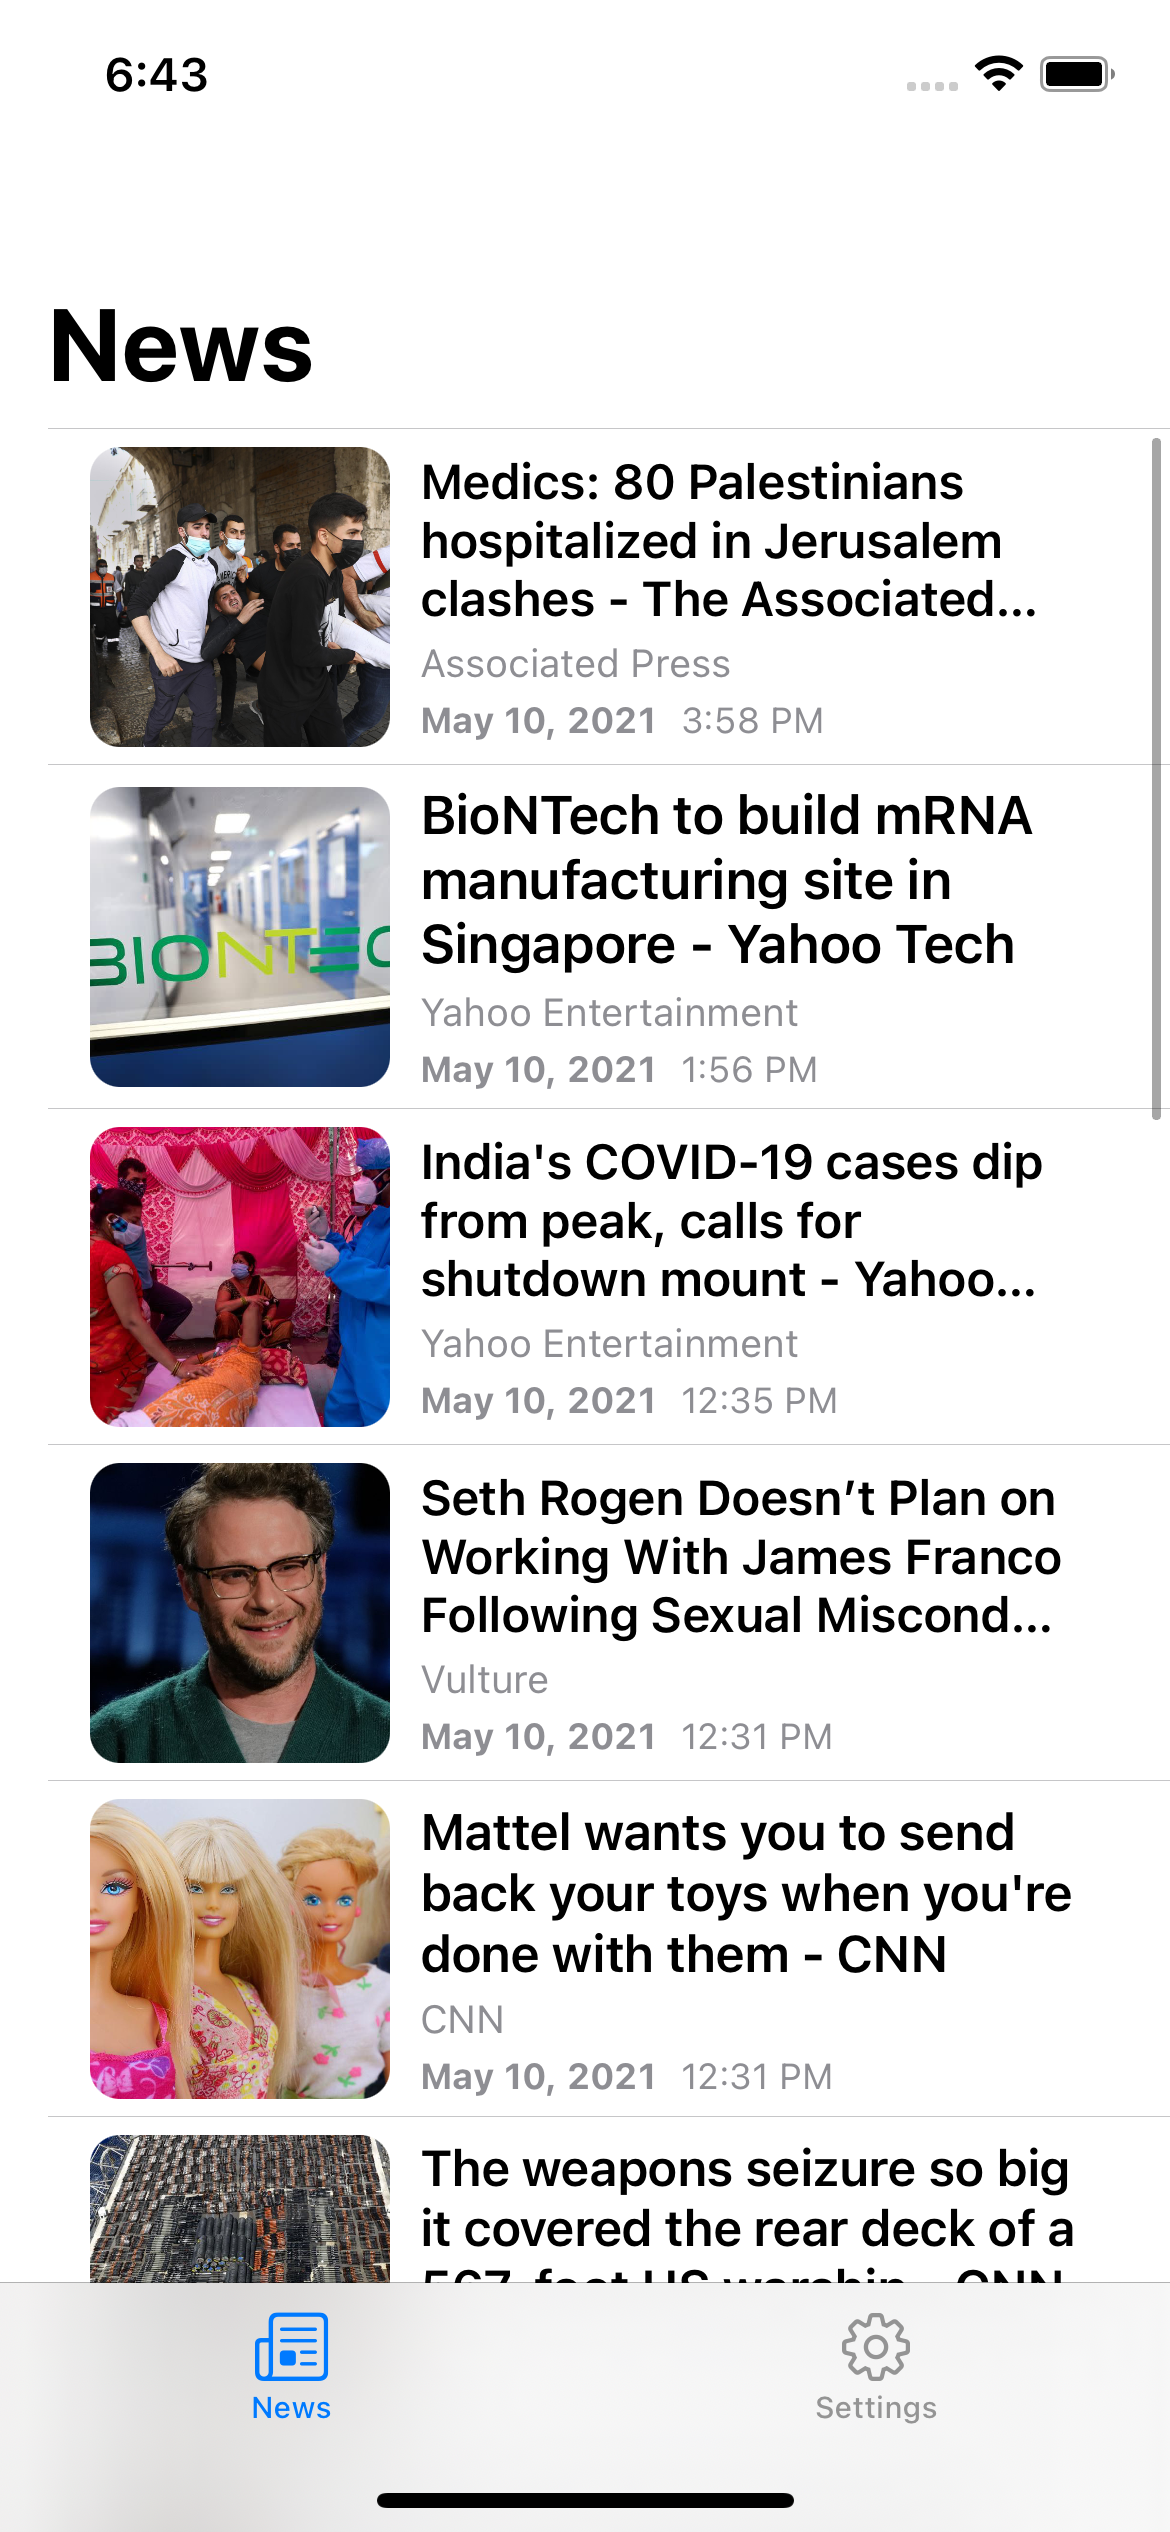 6:43
News
Medics: 80 Palestinians
hospitalized in Jerusalem
clashes - The Associated...
Associated Press
May 10, 2021 3:58 PM
BIONTEC
BioNTech to build mRNA
manufacturing site in
Singapore - Yahoo Tech
Yahoo Entertainment
May 10, 2021 1:56 PM
India's COVID-19 cases dip
from peak, calls for
shutdown mount - Yahoo...
Yahoo Entertainment
May 10, 2021 12:35 PM
Seth Rogen Doesn’t Plan on
Working With James Franco
Following Sexual Miscond...
Vulture
May 10, 2021 12:31 PM
Mattel wants you to send
back your toys when you're
done with them - CNN
CNN
May 10, 2021 12:31 PM
The weapons seizure so big
it covered the rear deck of a
567-foot US warship - CNN
News
Settings